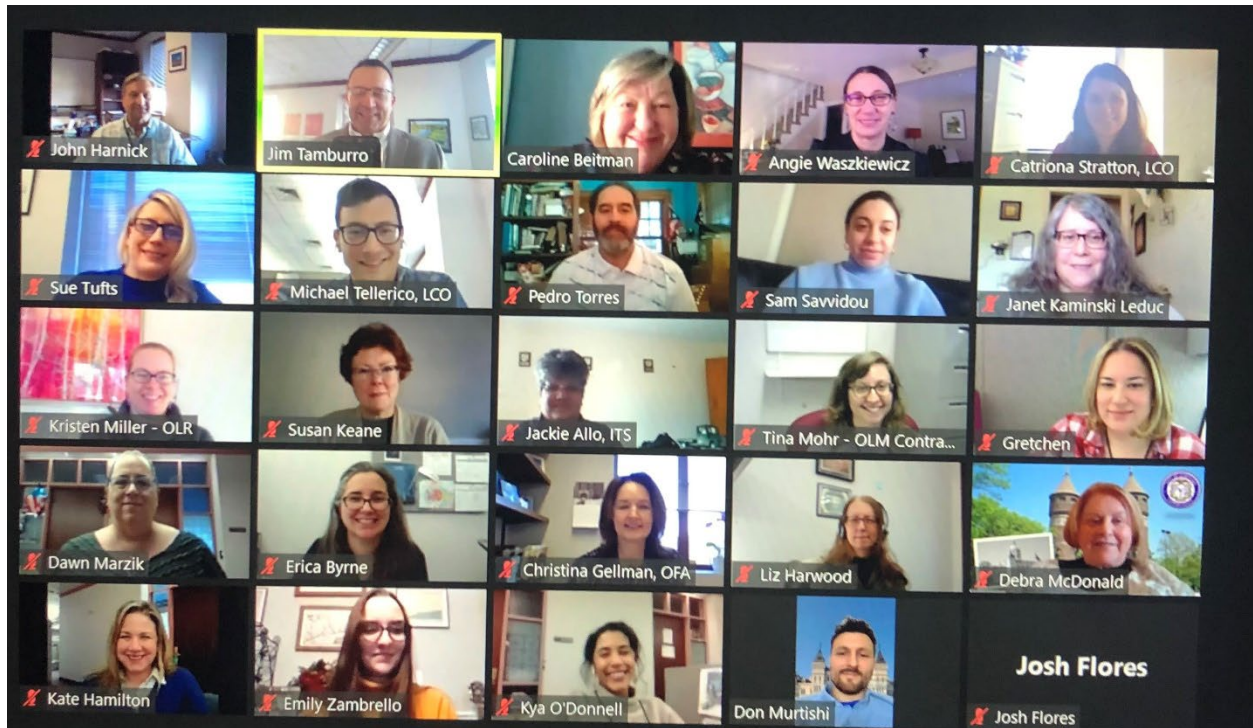 John Harnick
Jim Tamburro
Caroline Beitman
Angie Waszkiewicz
Catriona Stratton, LCO
Sue Tufts
Michael Tellerico, LCO
Pedro Torres
Sam Savvidou
Janet Kaminski Leduc
Kristen Miller - OLR
Susan Keane
Jackie Allo, ITS
Tina Mohr - OLM Contra...
Gretchen
Dawn Marzik
Erica Byrne
Christina Gellman, OFA
Liz Harwood
Debra McDonald
Kate Hamilton
Emily Zambrello
Kya O'Donnell
Don Murtishi
Josh Flores
Josh Flores